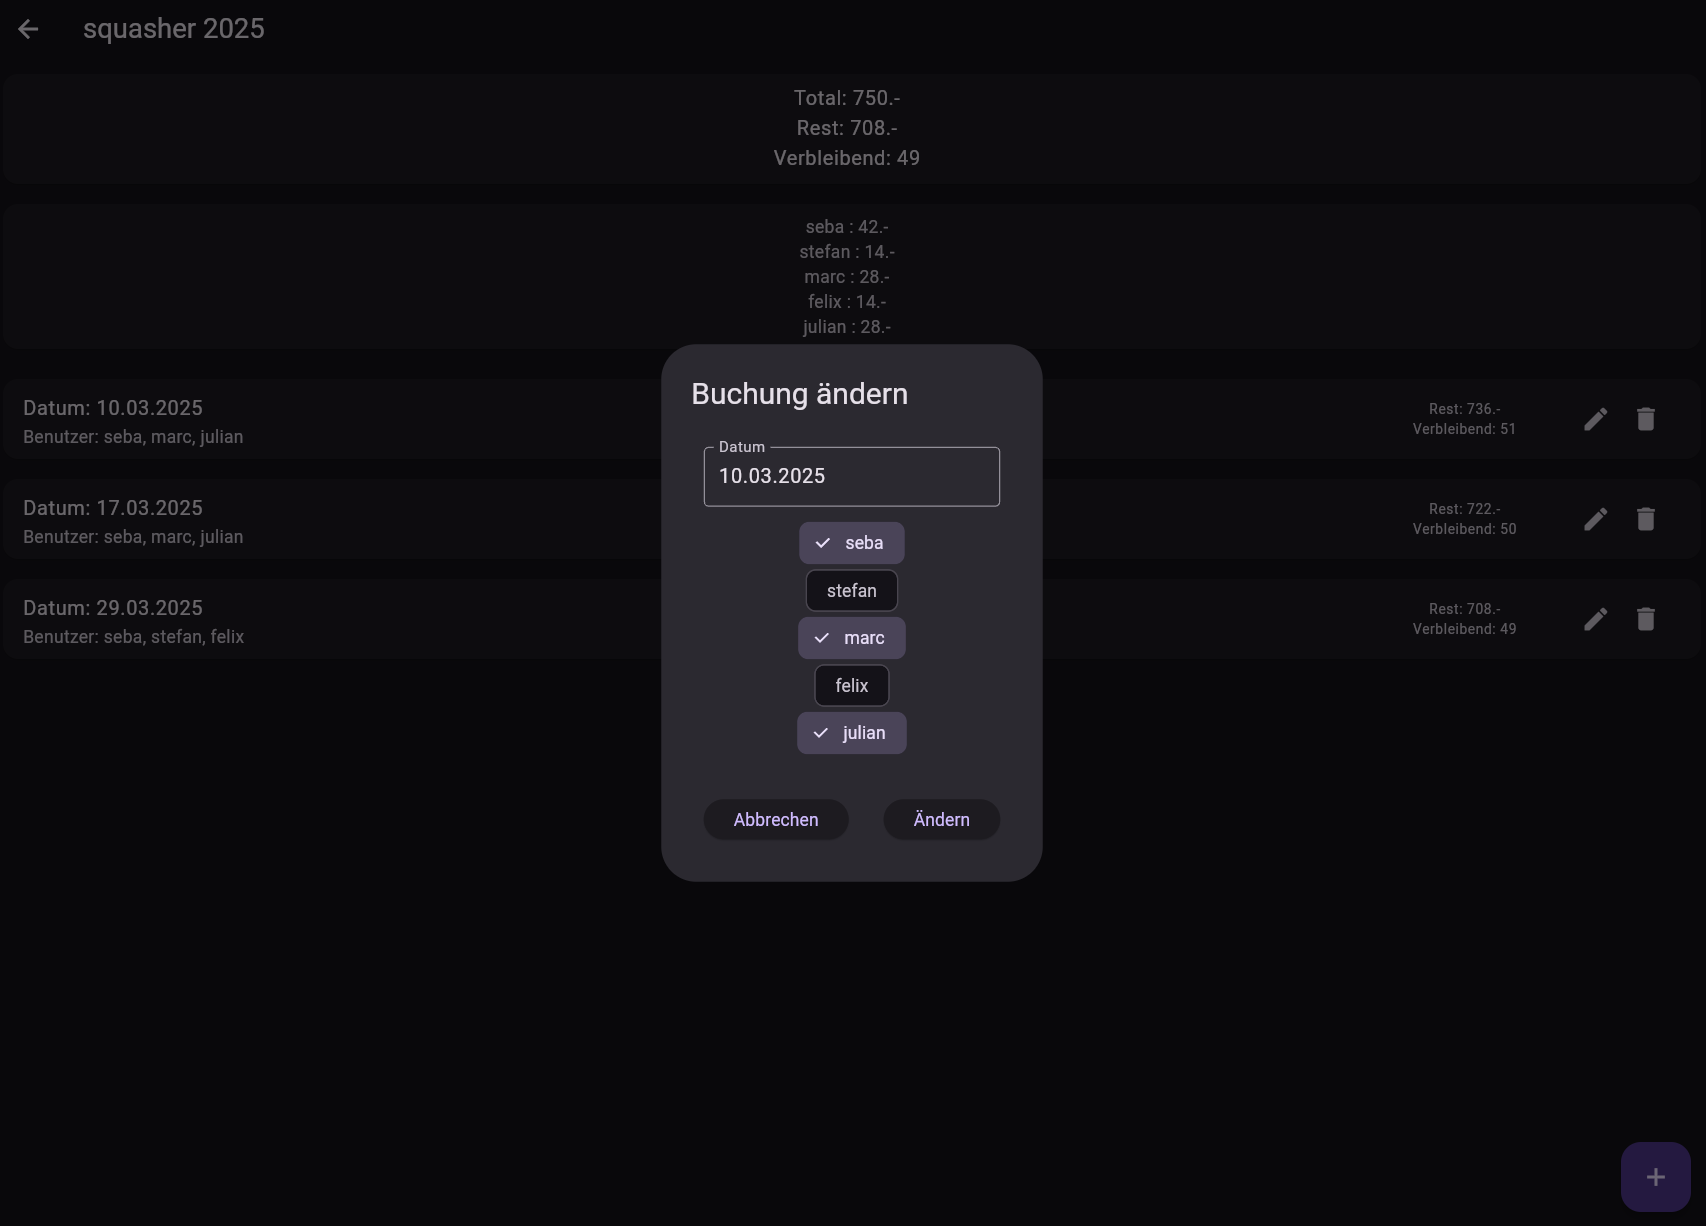 squasher 2025
Total: 750.-
Rest: 708.-
Verbleibend: 49
seba : 42.-
stefan : 14.-
marc : 28.-
felix : 14.-
julian : 28.-
Datum: 10.03.2025
Benutzer: seba, marc, julian
Rest: 736.-
Verbleibend: 51
Datum: 17.03.2025
Benutzer: seba, marc, julian
Rest: 722.-
Verbleibend: 50
Datum: 29.03.2025
Benutzer: seba, stefan, felix
Rest: 708.-
Verbleibend: 49
Buchung ändern
Datum
10.03.2025
seba
stefan
marc
felix
julian
Abbrechen
Ändern